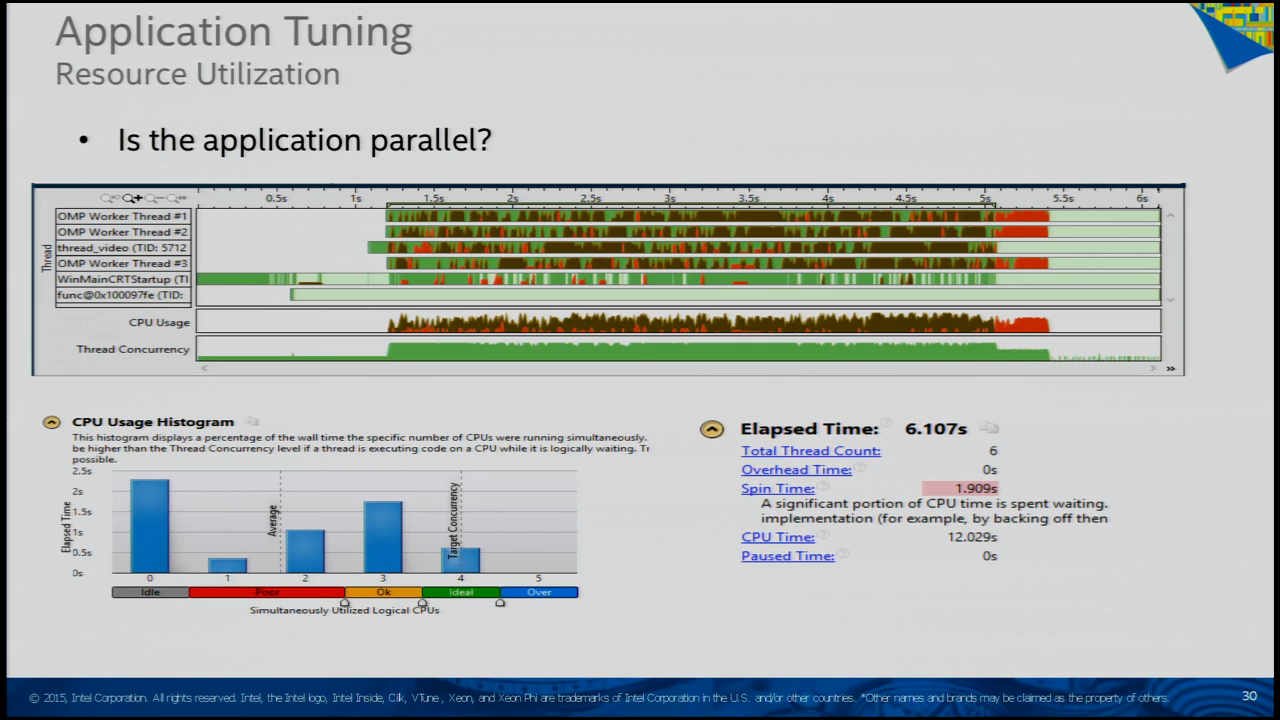 Application Tuning
Resource Utilization
• Is the application parallel?
0.5s 1s 1.5s 2s 2.5s 3s 3.5s 4s 4.5s 5s 5.5s 6s
Thread
OMP Worker Thread #1
OMP Worker Thread #2
thread_video (TID: 5712
OMP Worker Thread #3
WinMainCRTStartup (TI
func@0x100097fe (TID:
CPU Usage
Thread Concurrency
CPU Usage Histogram
This histogram displays a percentage of the wall time the specific number of CPUs were running simultaneously.
be higher than the Thread Concurrency level if a thread is executing code on a CPU while it is logically waiting. Tr
possible.
Elapsed Time
2.5s
2s
1.5s
1s
0.5s
0s
Average
Target Concurrency
0 1 2 3 4 5
Idle Poor Ok Ideal Over
Simultaneously Utilized Logical CPUs
Elapsed Time: 6.107s
Total Thread Count: 6
Overhead Time: 0s
Spin Time: 1.909s
A significant portion of CPU time is spent waiting.
implementation (for example, by backing off then
CPU Time: 12.029s
Paused Time: 0s
© 2015, Intel Corporation. All rights reserved. Intel, the Intel logo, Intel Inside, Cilk, VTune, Xeon, and Xeon Phi are trademarks of Intel Corporation in the U.S. and/or other countries. *Other names and brands may be claimed as the property of others.
30